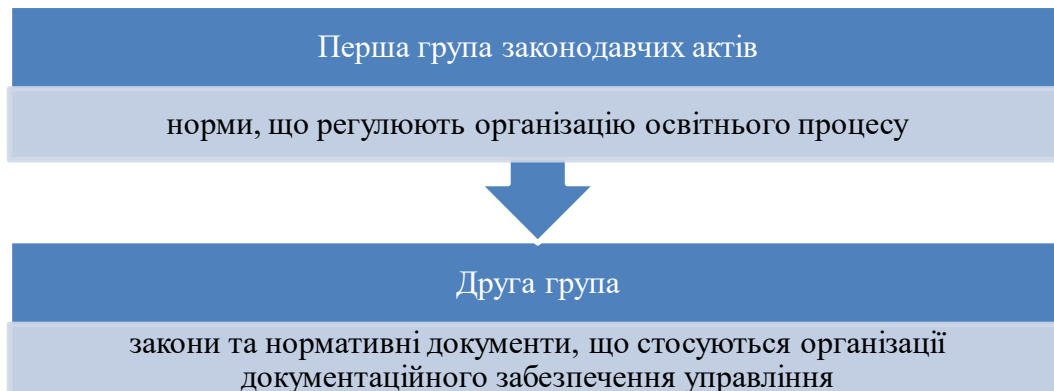 Перша група законодавчих актів
норми, що регулюють організацію освітнього процесу
Друга група
закони та нормативні документи, що стосуються організації
документаційного забезпечення управління